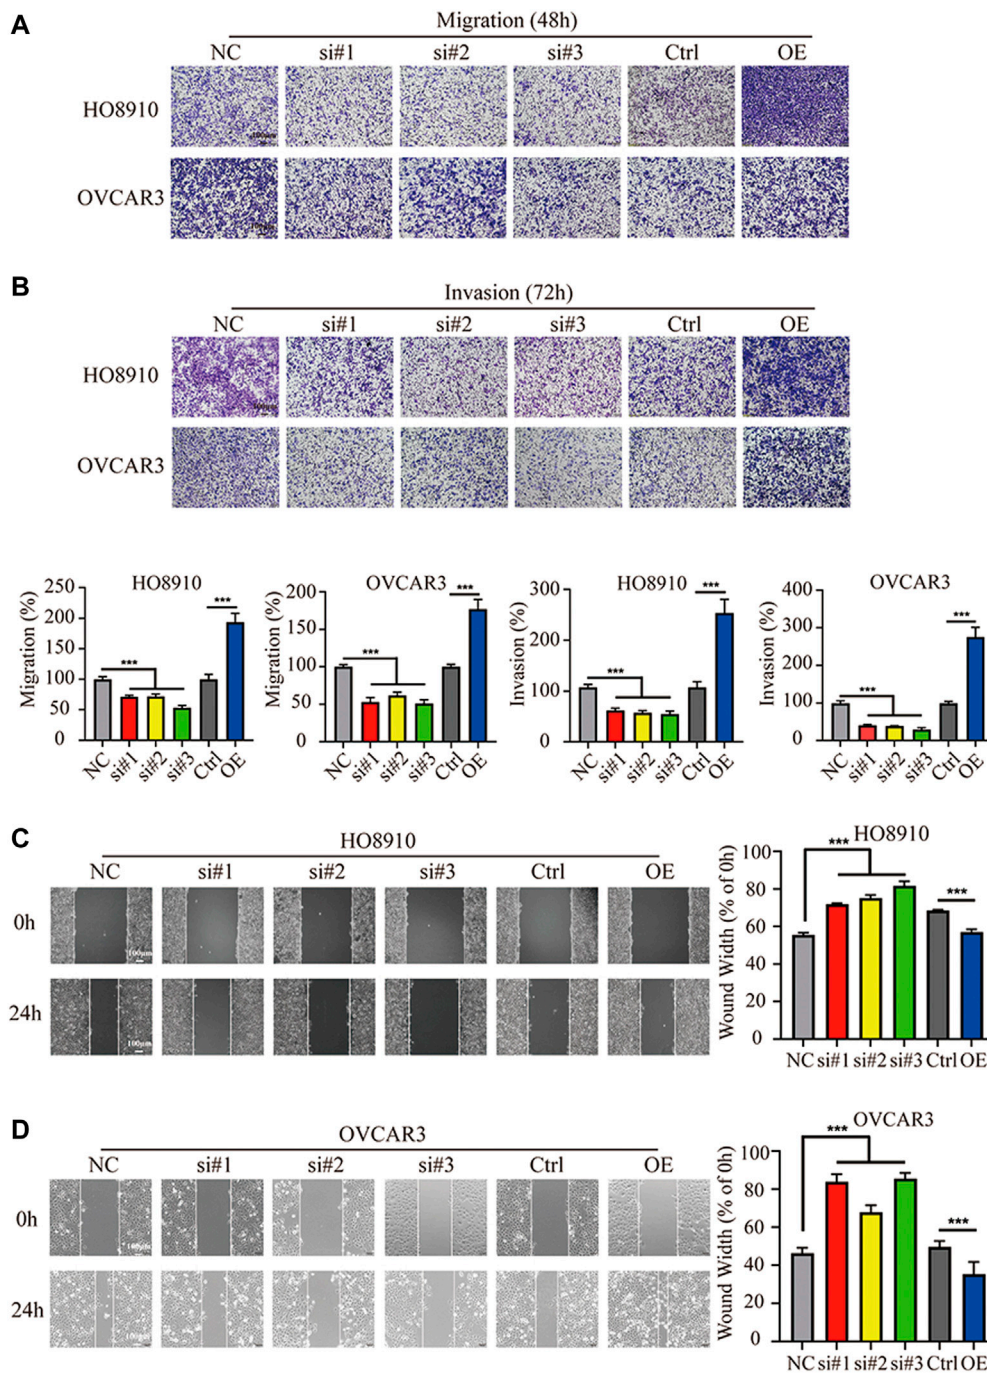 A
Migration (48h)
NC si#1 si#2 si#3 Ctrl OE
HO8910
OVCAR3
B
Invasion (72h)
NC si#1 si#2 si#3 Ctrl OE
HO8910
OVCAR3
HO8910
Migration (%)
250
200
150
100
50
0
***
***
NC si#1 si#2 si#3 Ctrl OE
OVCAR3
Migration (%)
200
150
100
50
0
***
***
NC si#1 si#2 si#3 Ctrl OE
HO8910
Invasion (%)
300
200
100
0
***
***
NC si#1 si#2 si#3 Ctrl OE
OVCAR3
Invasion (%)
400
300
200
100
0
***
***
NC si#1 si#2 si#3 Ctrl OE
C
HO8910
NC si#1 si#2 si#3 Ctrl OE
0h
100μm
24h
100μm
HO8910
Wound Width (% of 0h)
100
80
60
40
20
0
***
***
NC si#1 si#2 si#3 Ctrl OE
D
OVCAR3
NC si#1 si#2 si#3 Ctrl OE
0h
100μm
24h
100μm
OVCAR3
Wound Width (% of 0h)
100
80
60
40
20
0
***
***
NC si#1 si#2 si#3 Ctrl OE